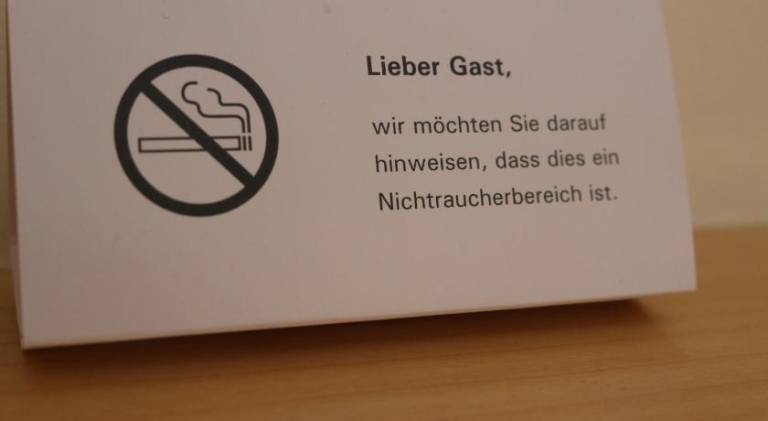 Lieber Gast,
wir möchten Sie darauf
hinweisen, dass dies ein
Nichtraucherbereich ist.